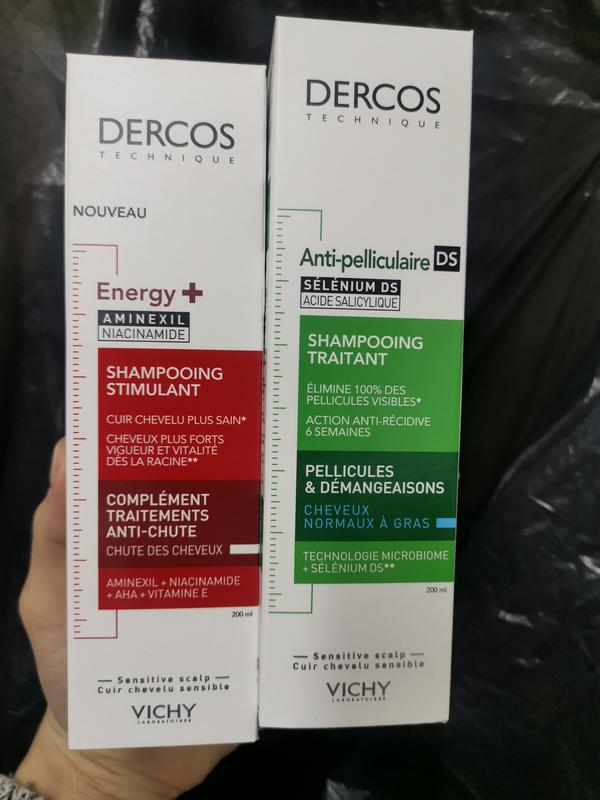 DERCOS
TECHNIQUE
NOUVEAU
Energy +
AMINEXIL
NIACINAMIDE
SHAMPOOING
STIMULANT
CUIR CHEVELU PLUS SAIN*
CHEVEUX PLUS FORTS
VIGUEUR ET VITALITÉ
DÈS LA RACINE**
COMPLÉMENT
TRAITEMENTS
ANTI-CHUTE
CHUTE DES CHEVEUX
AMINEXIL + NIACINAMIDE
+ AHA + VITAMINE E
200 ml
Sensitive scalp
Cuir chevelu sensible
VICHY
LABORATOIRES
DERCOS
TECHNIQUE
Anti-pelliculaire DS
SÉLÉNIUM DS
ACIDE SALICYLIQUE
SHAMPOOING
TRAITANT
ÉLIMINE 100% DES
PELLICULES VISIBLES*
ACTION ANTI-RÉCIDIVE
6 SEMAINES
PELLICULES
& DÉMANGEAISONS
CHEVEUX
NORMAUX À GRAS
TECHNOLOGIE MICROBIOME
+ SÉLÉNIUM DS**
200 ml
Sensitive scalp
Cuir chevelu sensible
VICHY
LABORATOIRES